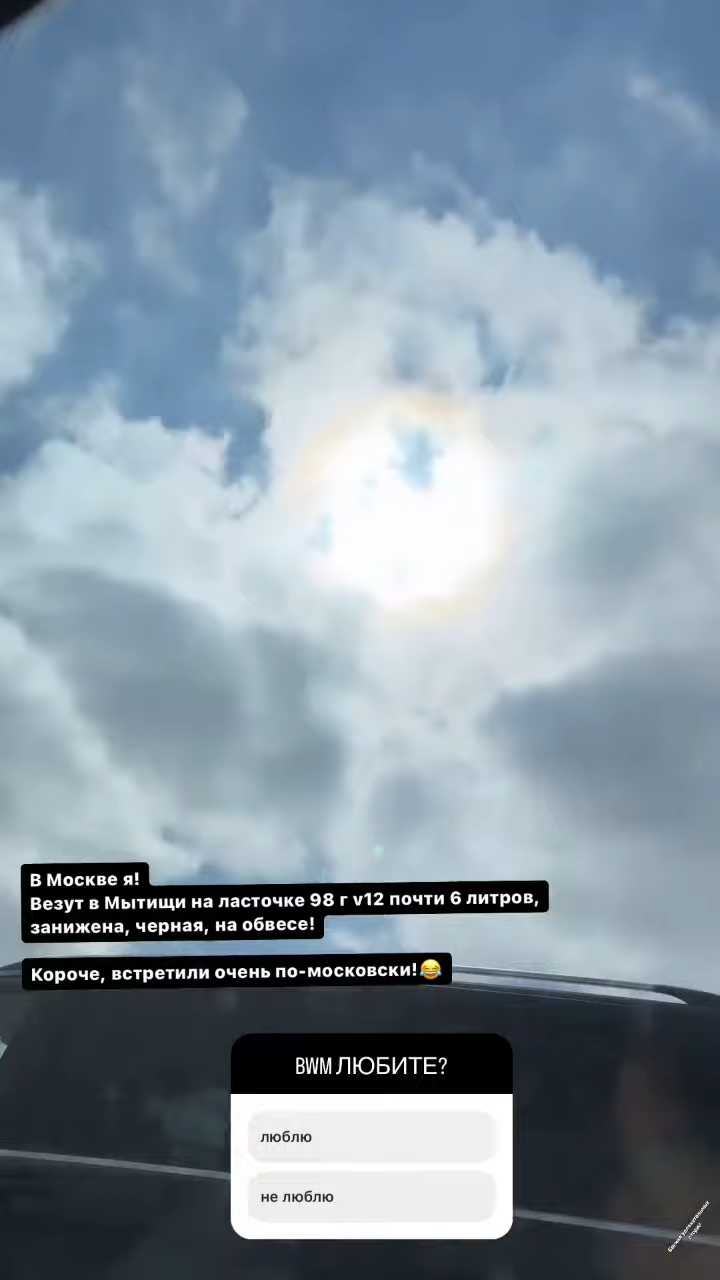 В Москве я!
Везут в Мытищи на ласточке 98 г v12 почти 6 литров,
занижена, черная, на обвесе!
Короче, встретили очень по-московски!😂
BWM ЛЮБИТЕ?
люблю
не люблю